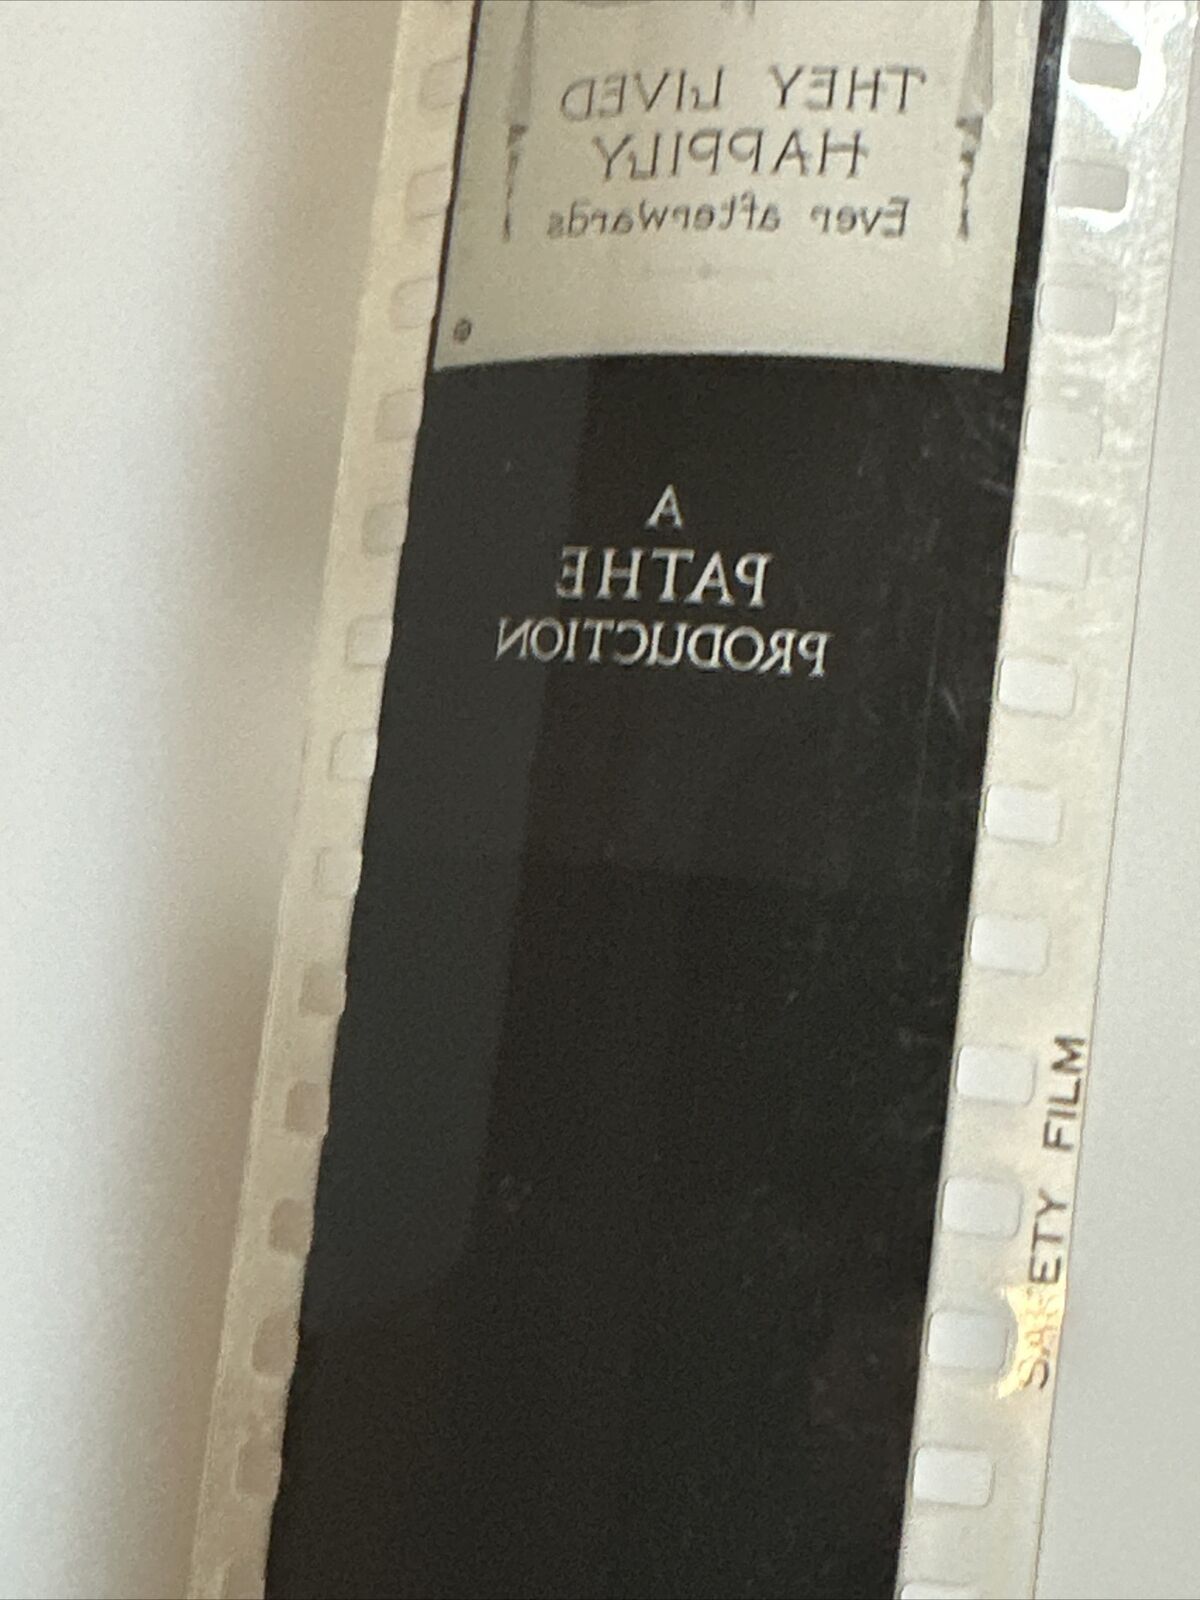 THEY LIVED
HAPPILY
Ever afterwards
A
PATHE
PRODUCTION
SAFETY FILM